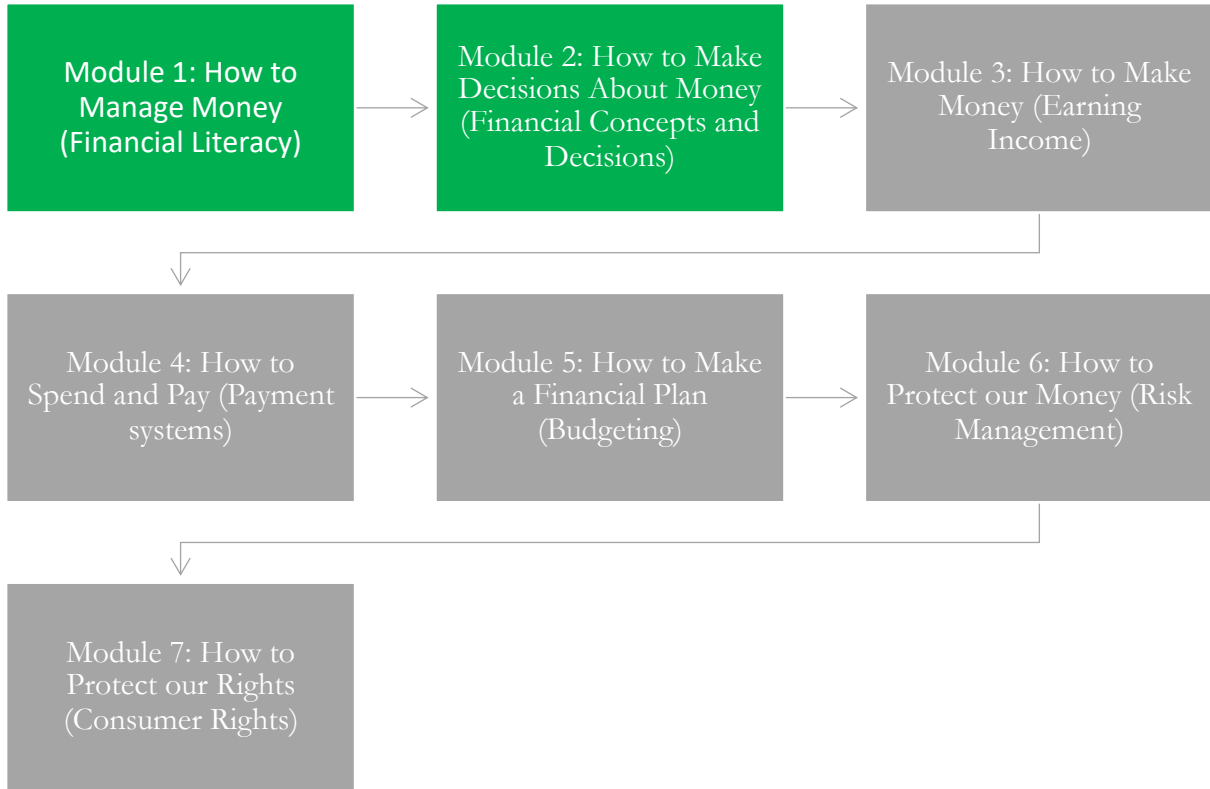 Module 1: How to
Manage Money
(Financial Literacy)
Module 2: How to Make
Decisions About Money
(Financial Concepts and
Decisions)
Module 3: How to Make
Money (Earning
Income)
Module 4: How to
Spend and Pay (Payment
systems)
Module 5: How to Make
a Financial Plan
(Budgeting)
Module 6: How to
Protect our Money (Risk
Management)
Module 7: How to
Protect our Rights
(Consumer Rights)